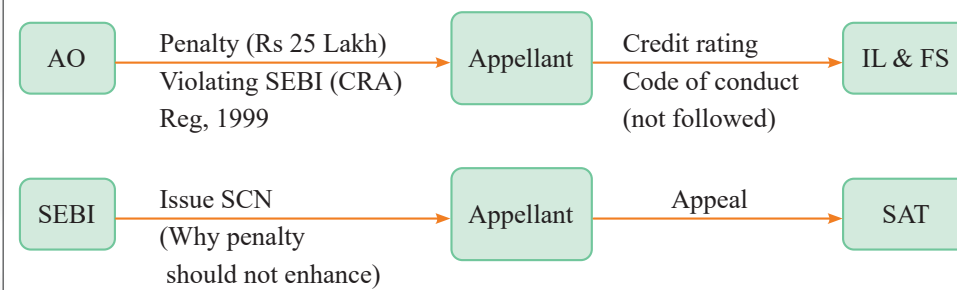 AO
Penalty (Rs 25 Lakh)
Violating SEBI (CRA)
Reg, 1999
Appellant
Credit rating
Code of conduct
(not followed)
IL & FS
SEBI
Issue SCN
(Why penalty
should not enhance)
Appellant
Appeal
SAT